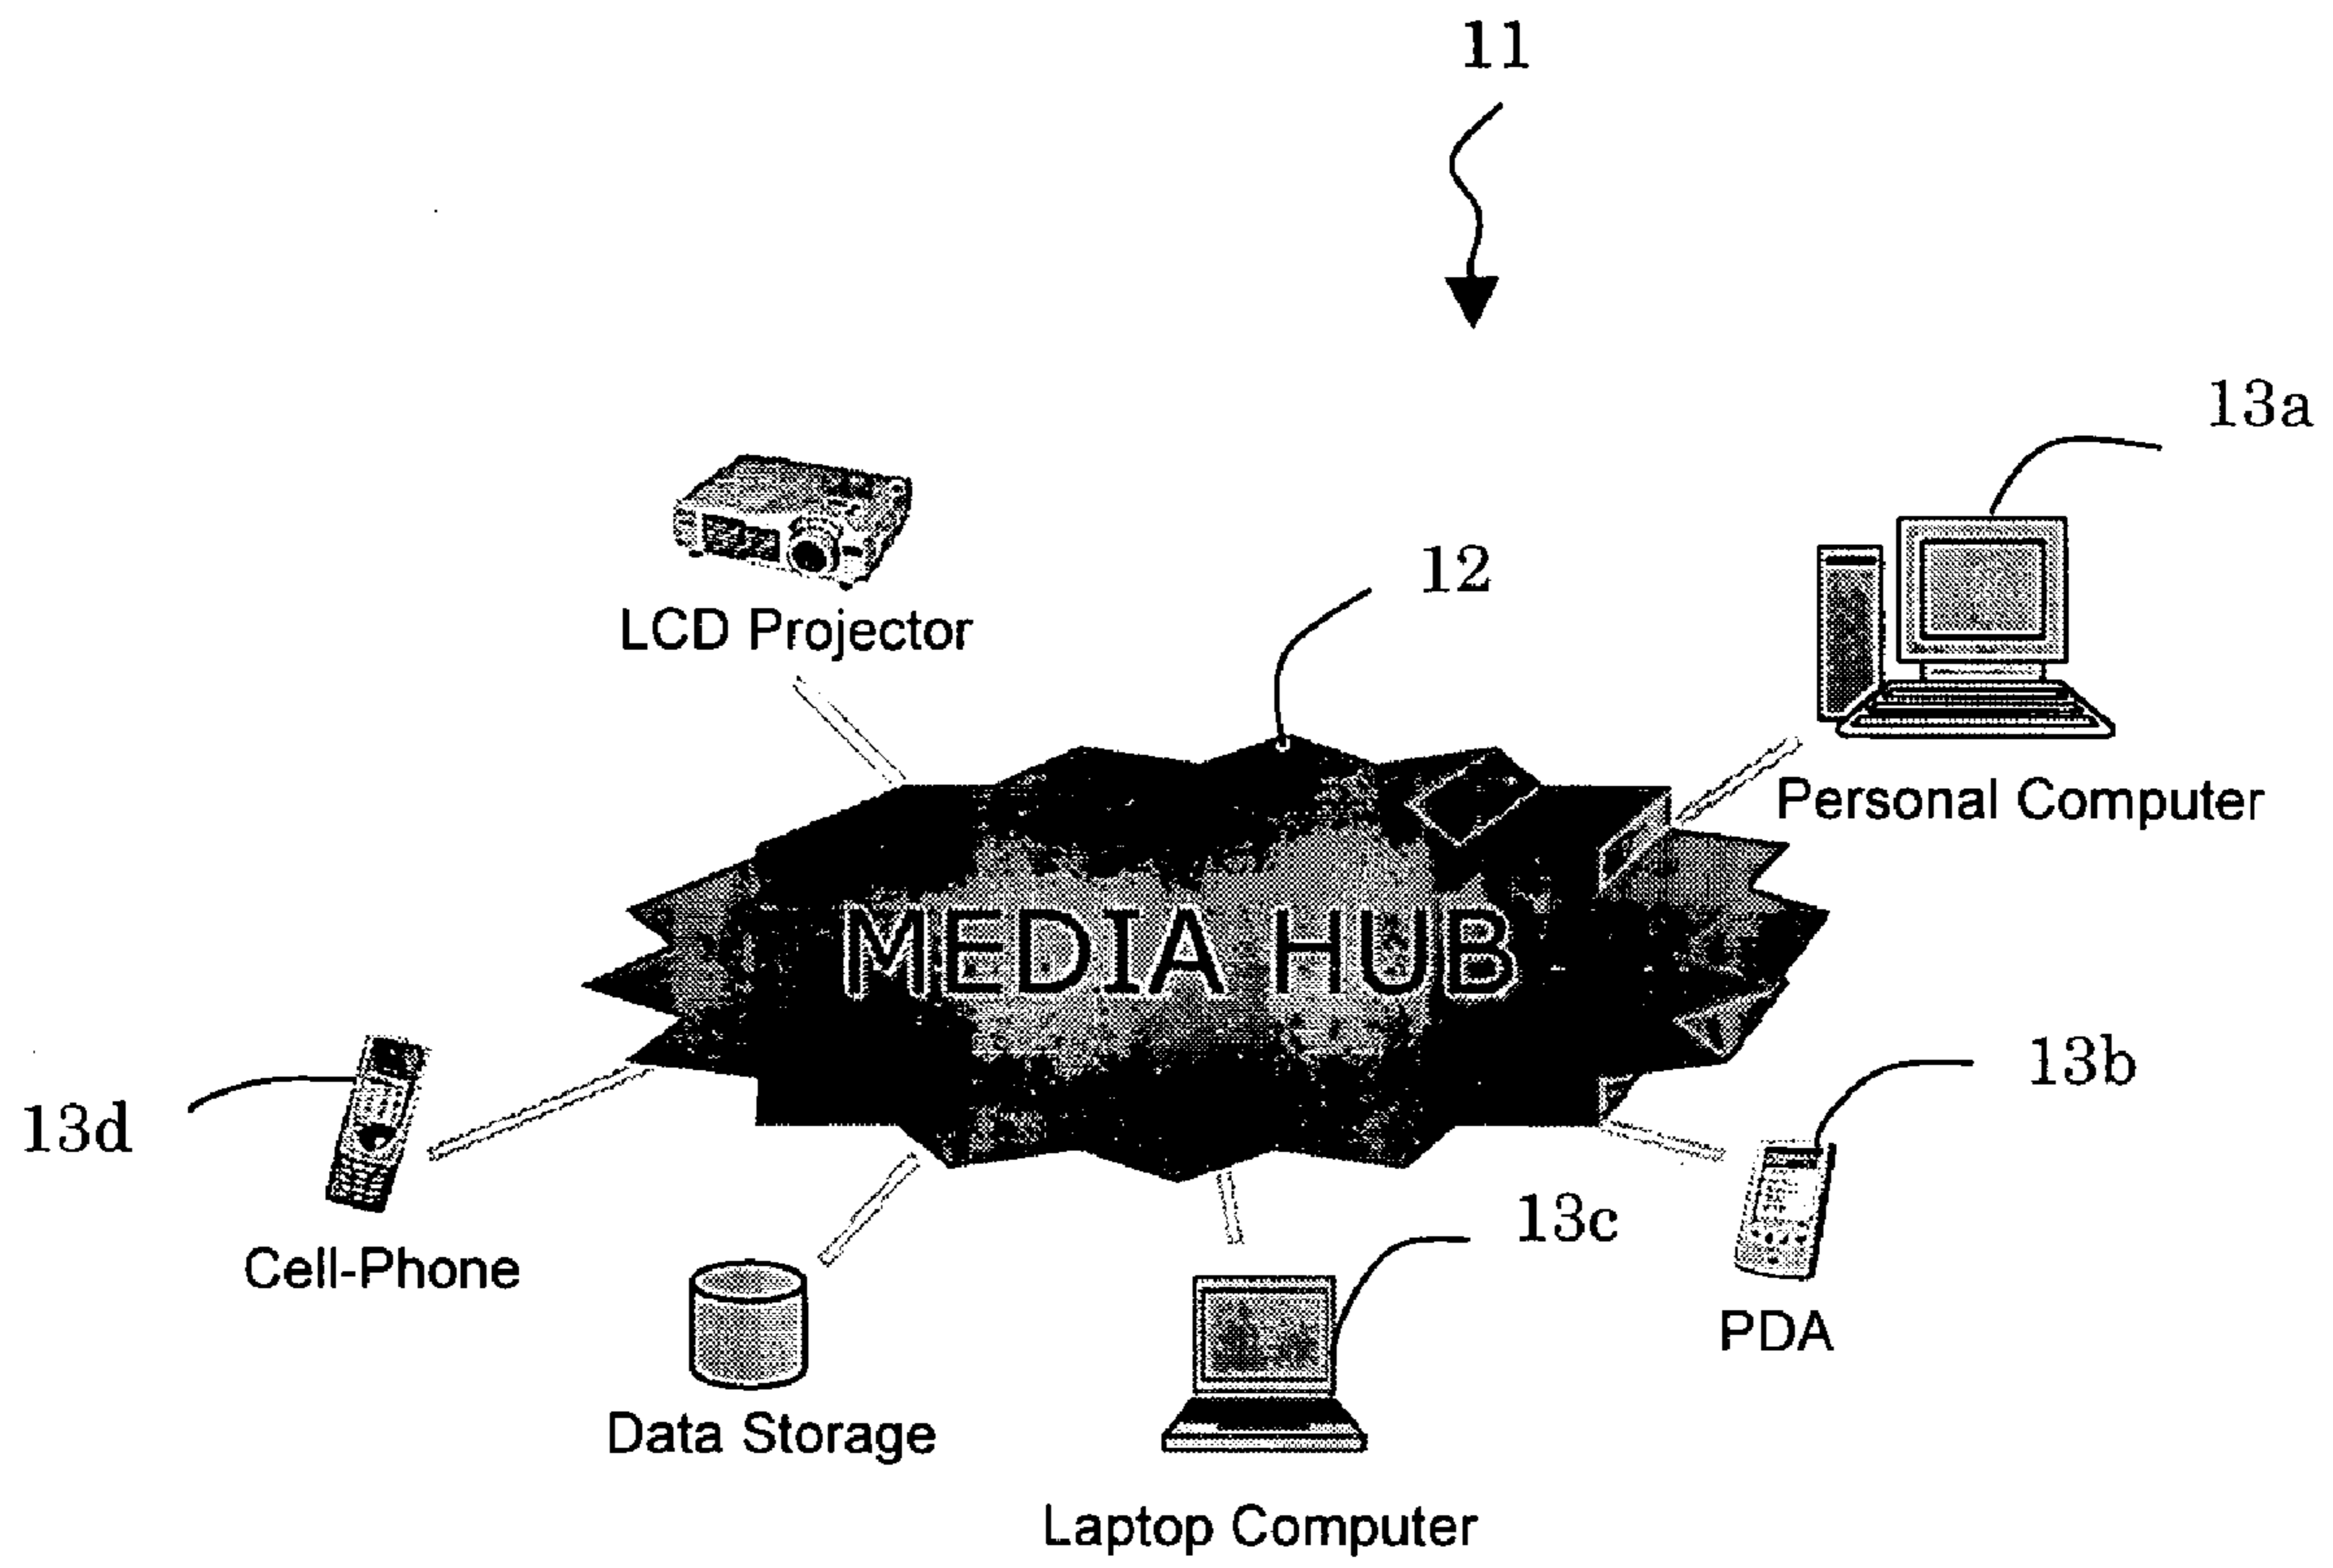 11
13a
12
LCD Projector
Personal Computer
MEDIA HUB
13b
13d
13c
Cell-Phone
PDA
Data Storage
Laptop Computer